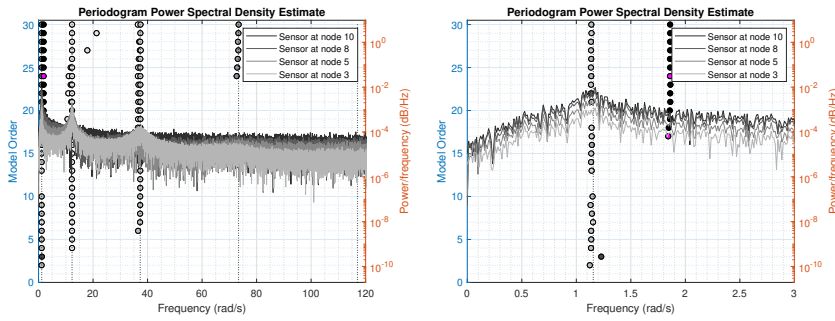 Periodogram Power Spectral Density Estimate
Sensor at node 10
Sensor at node 8
Sensor at node 5
Sensor at node 3
Model Order
30
25
20
15
10
5
0
0 20 40 60 80 100 120
Frequency (rad/s)
10^0
10^-2
10^-4
10^-6
10^-8
10^-10
Power/frequency (dB/Hz)
Periodogram Power Spectral Density Estimate
Sensor at node 10
Sensor at node 8
Sensor at node 5
Sensor at node 3
Model Order
30
25
20
15
10
5
0
0 0.5 1 1.5 2 2.5 3
Frequency (rad/s)
10^0
10^-2
10^-4
10^-6
10^-8
10^-10
Power/frequency (dB/Hz)